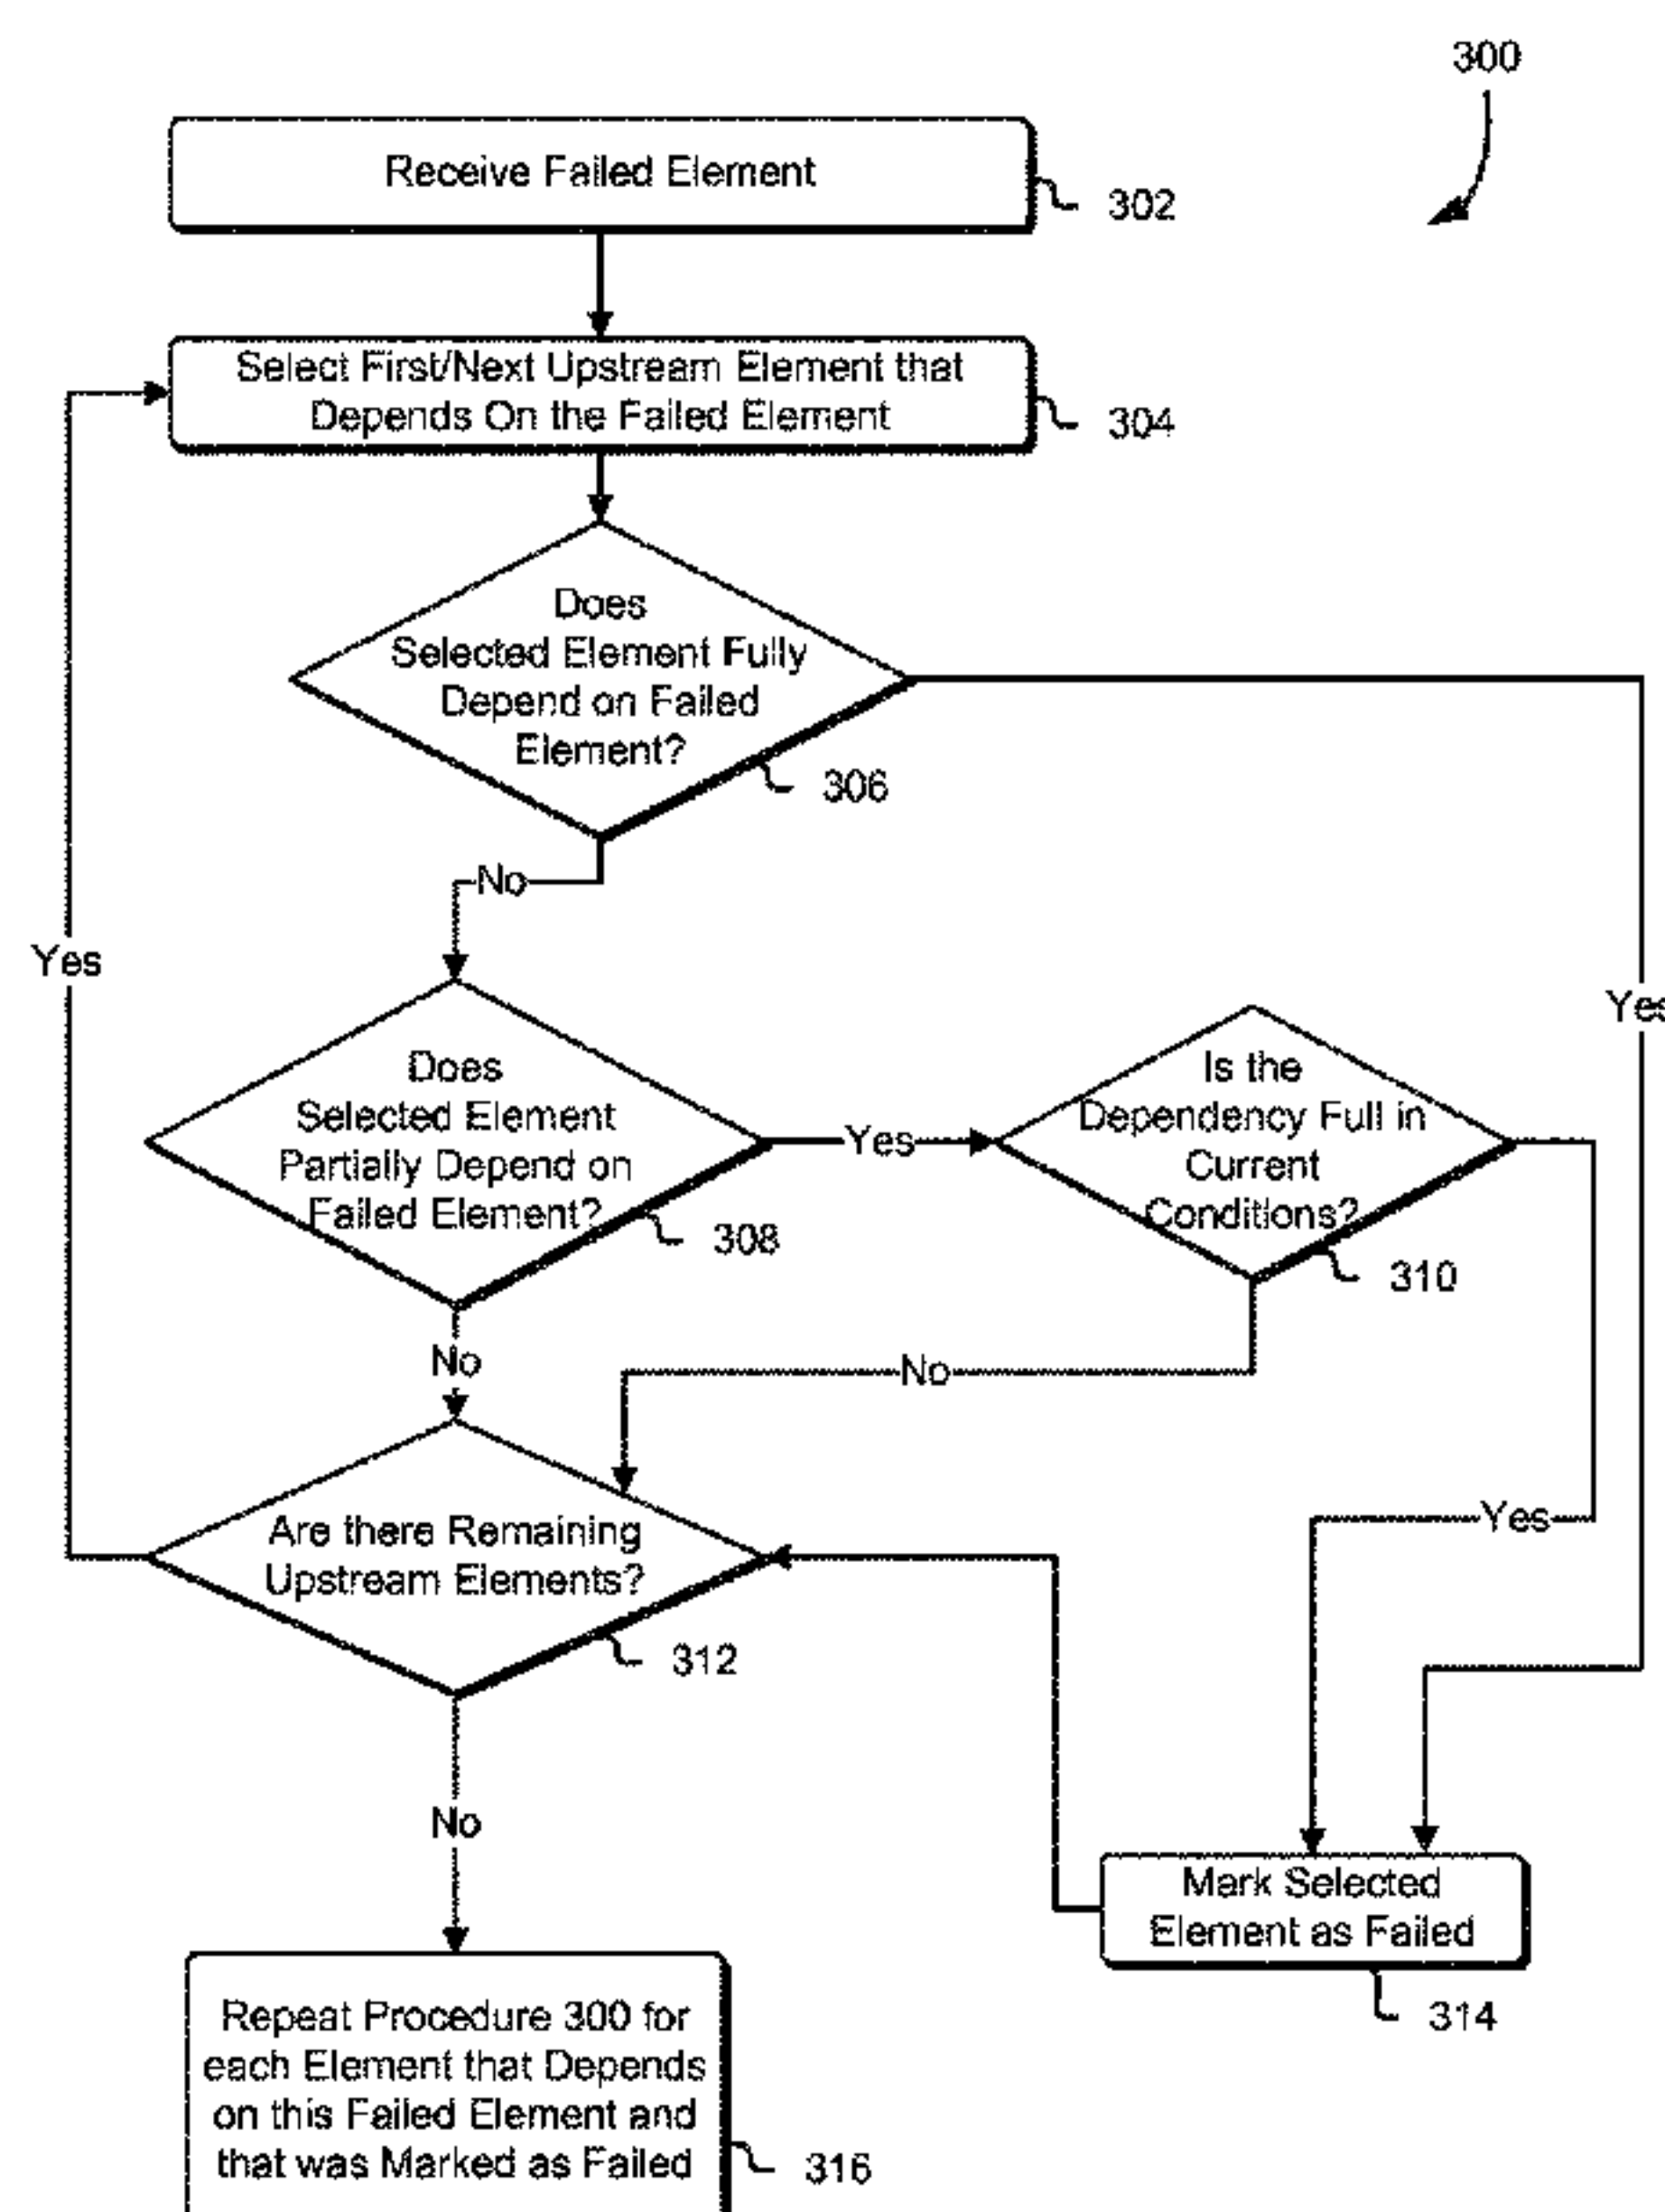 300
Receive Failed Element
302
Select First/Next Upstream Element that
Depends On the Failed Element
304
Does
Selected Element Fully
Depend on Failed
Element?
306
No
Yes
Yes
Does
Selected Element
Partially Depend on
Failed Element?
308
Yes
Is the
Dependency Full in
Current
Conditions?
310
No
No
Are there Remaining
Upstream Elements?
312
Yes
No
Mark Selected
Element as Failed
314
Repeat Procedure 300 for
each Element that Depends
on this Failed Element and
that was Marked as Failed
316